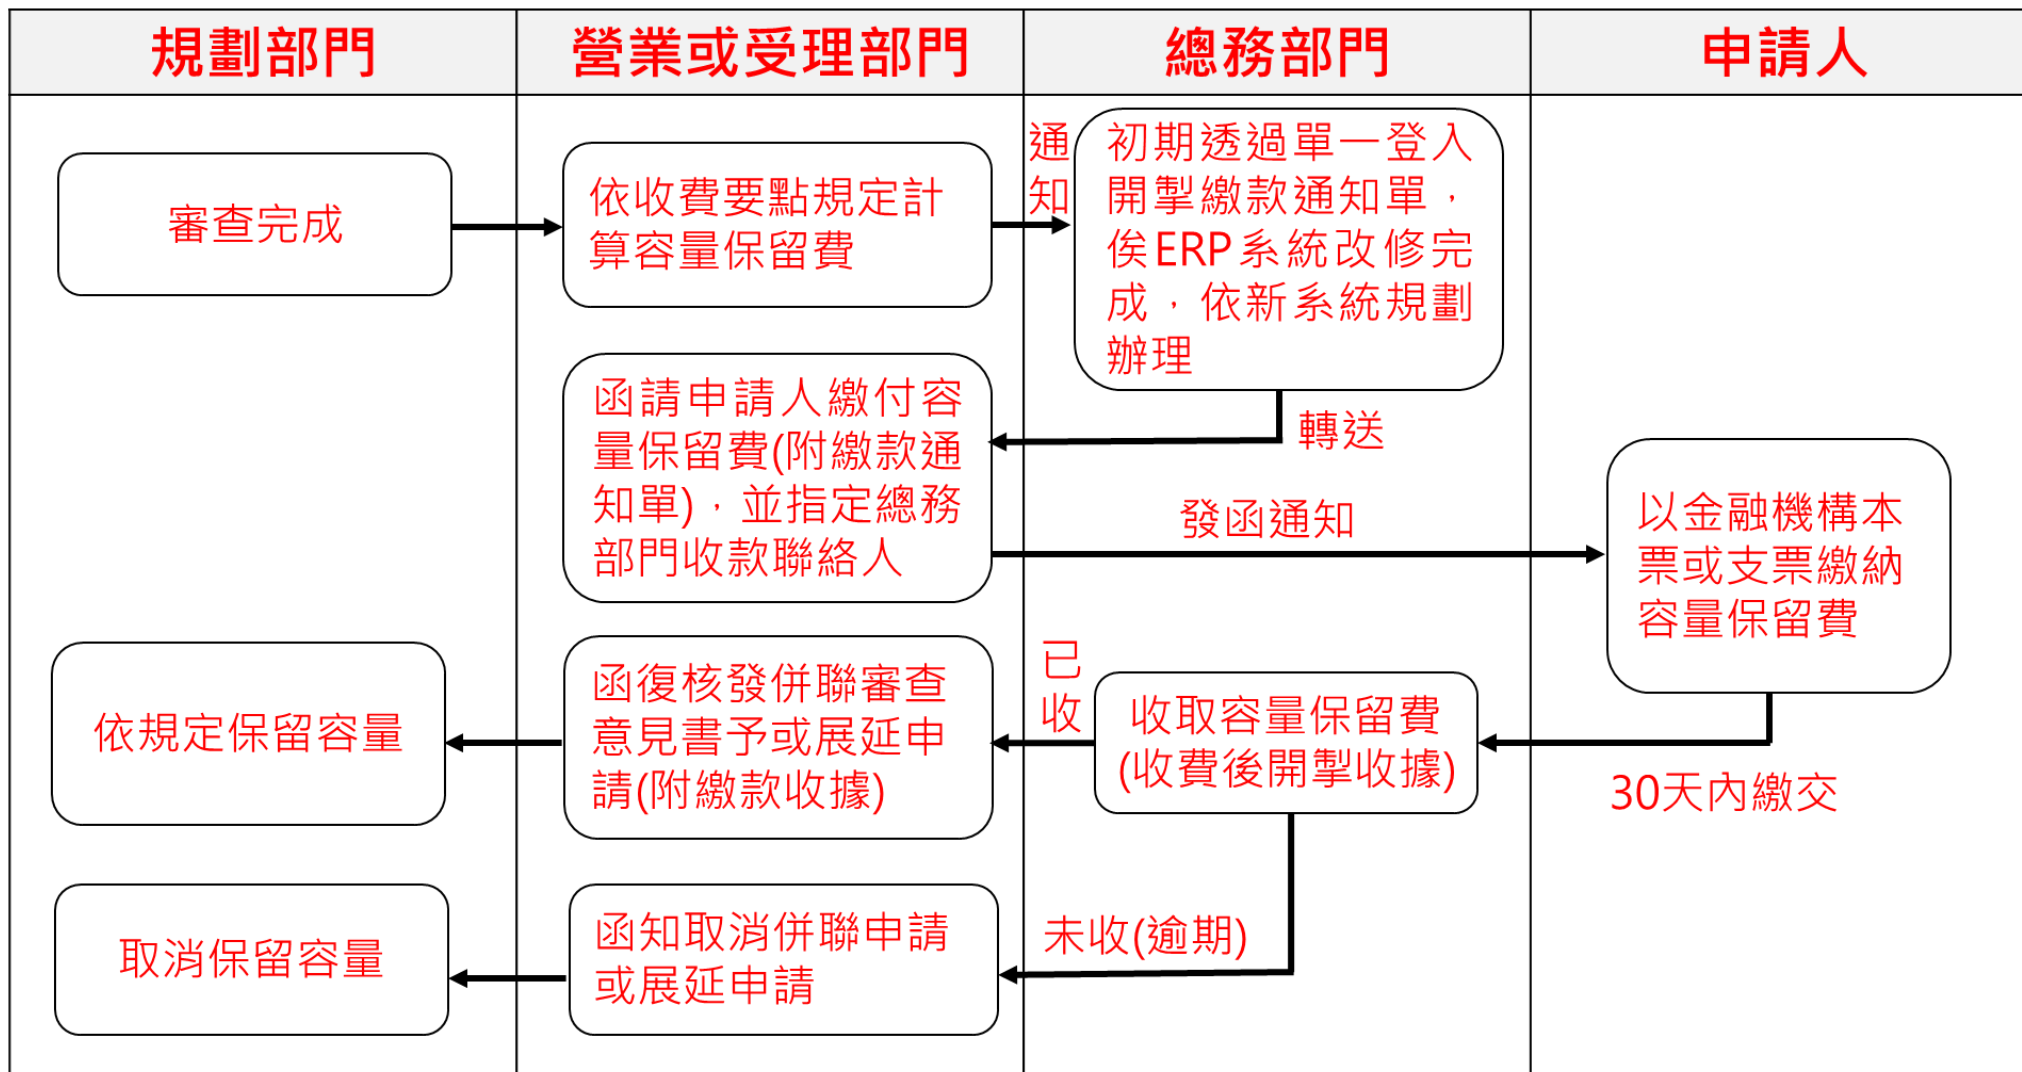 規劃部門
營業或受理部門
總務部門
申請人
審查完成
依收費要點規定計
算容量保留費
通
知
初期透過單一登入
開掣繳款通知單，
俟ERP系統改修完
成，依新系統規劃
辦理
轉送
函請申請人繳付容
量保留費(附繳款通
知單)，並指定總務
部門收款聯絡人
發函通知
以金融機構本
票或支票繳納
容量保留費
30天內繳交
收取容量保留費
(收費後開掣收據)
已
收
函復核發併聯審查
意見書予或展延申
請(附繳款收據)
依規定保留容量
未收(逾期)
函知取消併聯申請
或展延申請
取消保留容量